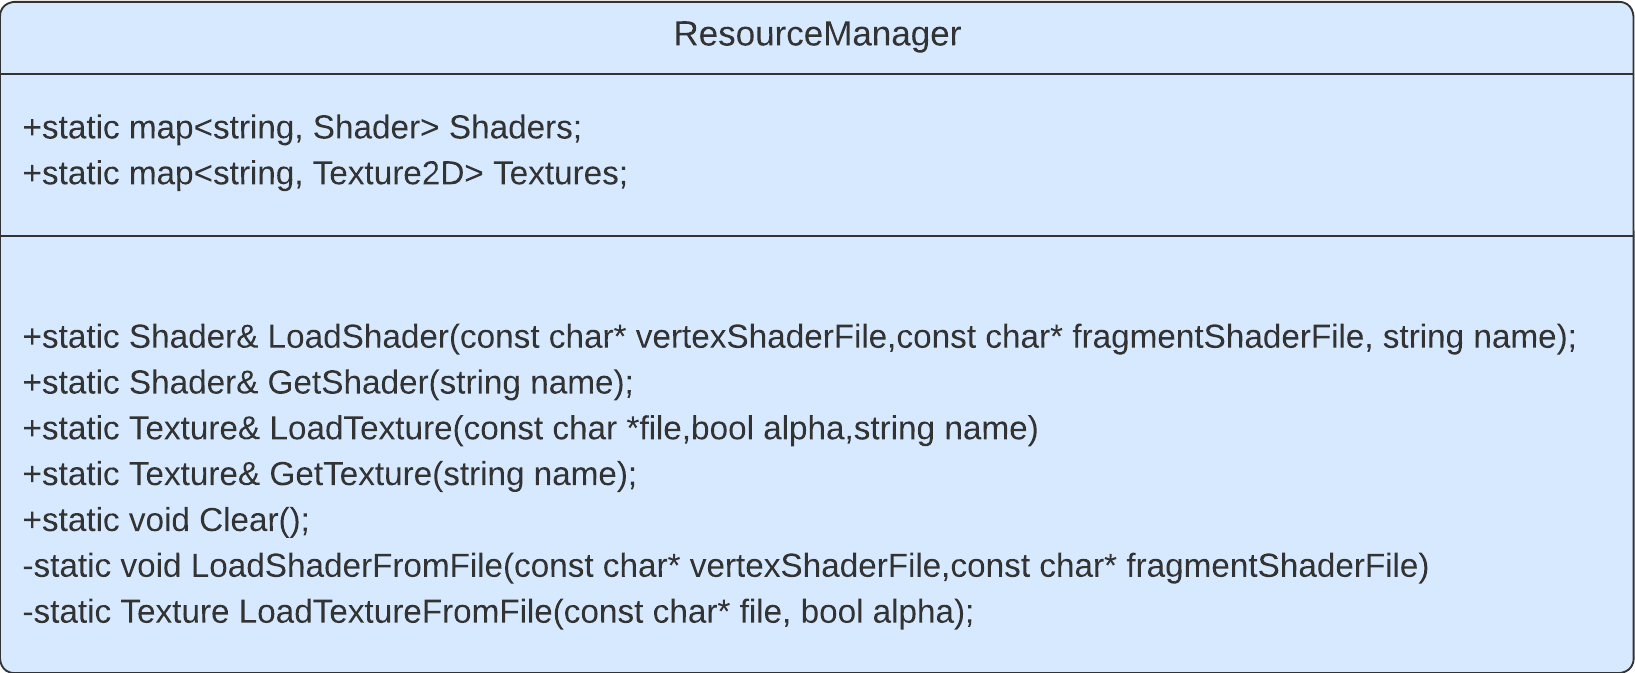 ResourceManager
+static map<string, Shader> Shaders;
+static map<string, Texture2D> Textures;
+static Shader& LoadShader(const char* vertexShaderFile,const char* fragmentShaderFile, string name);
+static Shader& GetShader(string name);
+static Texture& LoadTexture(const char *file,bool alpha,string name)
+static Texture& GetTexture(string name);
+static void Clear();
-static void LoadShaderFromFile(const char* vertexShaderFile,const char* fragmentShaderFile)
-static Texture LoadTextureFromFile(const char* file, bool alpha);